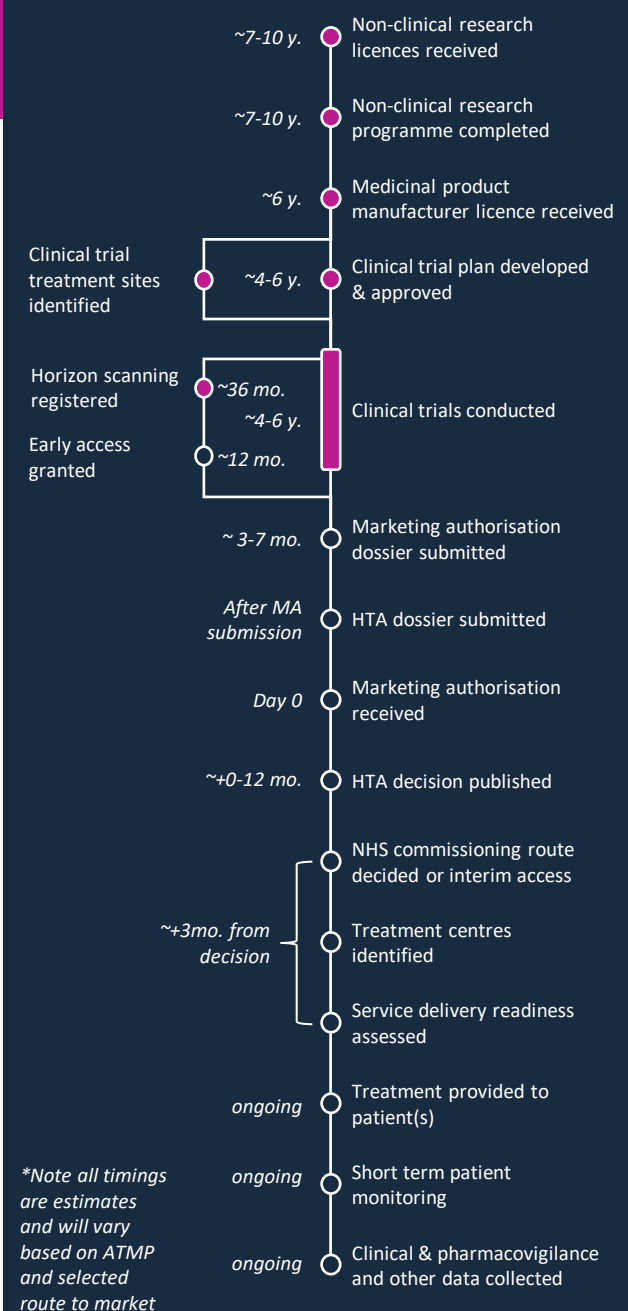 ~7-10 y.
Non-clinical research
licences received
~7-10 y.
Non-clinical research
programme completed
~6 y.
Medicinal product
manufacturer licence received
Clinical trial
treatment sites
identified
~4-6 y.
Clinical trial plan developed
& approved
Horizon scanning
registered
~36 mo.
~4-6 y.
Clinical trials conducted
Early access
granted
~12 mo.
~ 3-7 mo.
Marketing authorisation
dossier submitted
After MA
submission
HTA dossier submitted
Day 0
Marketing authorisation
received
~+0-12 mo.
HTA decision published
NHS commissioning route
decided or interim access
~+3mo. from
decision
Treatment centres
identified
Service delivery readiness
assessed
ongoing
Treatment provided to
patient(s)
ongoing
Short term patient
monitoring
ongoing
Clinical & pharmacovigilance
and other data collected
*Note all timings
are estimates
and will vary
based on ATMP
and selected
route to market